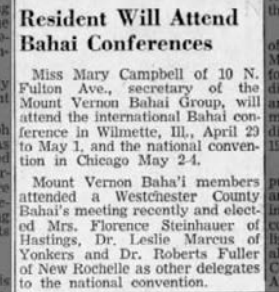 Resident Will Attend
Bahai Conferences
Miss Mary Campbell of 10 N.
Fulton Ave., secretary of the
Mount Vernon Bahai Group, will
attend the international Bahai con-
ference in Wilmette, Ill., April 29
to May 1, and the national conven-
tion in Chicago May 2-4.
Mount Vernon Baha'i members
attended a Westchester County
Bahai's meeting recently and elect-
ed Mrs. Florence Steinhauer of
Hastings, Dr. Leslie Marcus of
Yonkers and Dr. Roberts Fuller
of New Rochelle as other delegates
to the national convention.